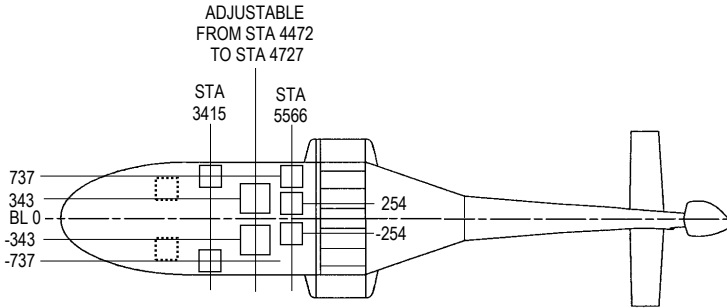 ADJUSTABLE
FROM STA 4472
TO STA 4727
STA
3415
STA
5566
737
343
BL 0
-343
-737
254
-254